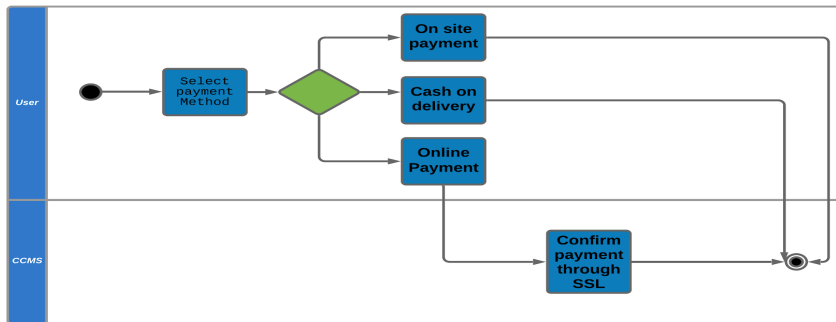 User
Select
payment
Method
On site
payment
Cash on
delivery
Online
Payment
CCMS
Confirm
payment
through
SSL